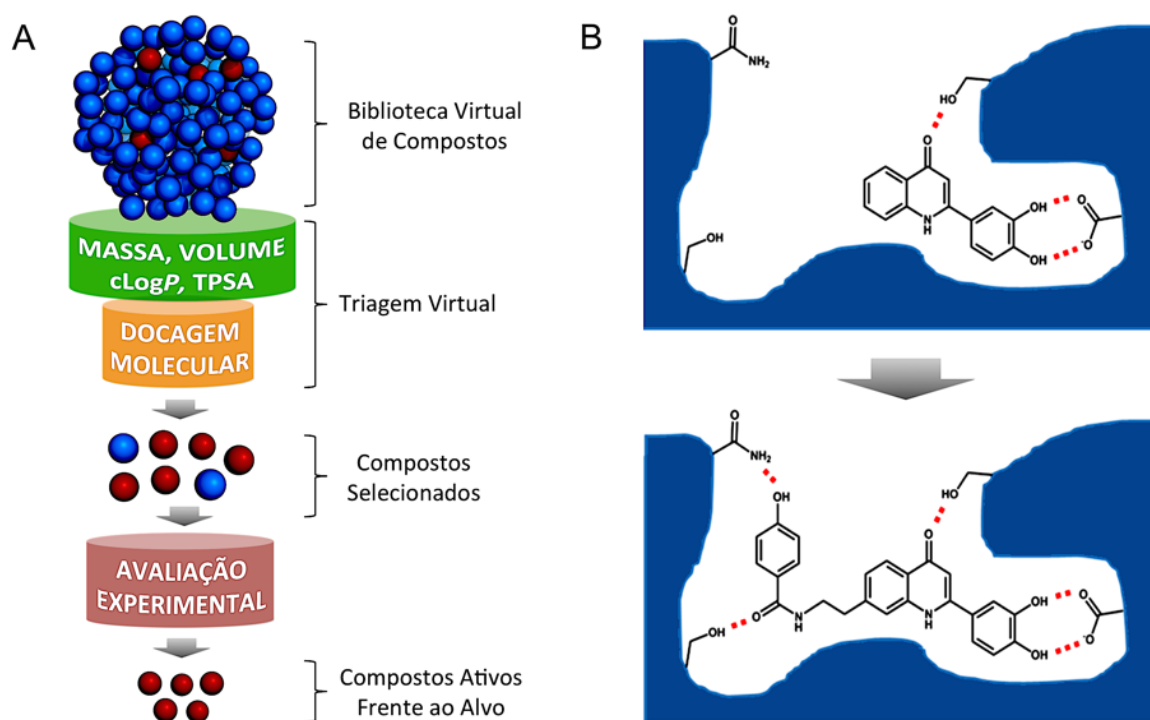 A
Biblioteca Virtual
de Compostos
MASSA, VOLUME
cLogP, TPSA
Triagem Virtual
DOCAGEM
MOLECULAR
Compostos
Selecionados
AVALIAÇÃO
EXPERIMENTAL
Compostos Ativos
Frente ao Alvo
B
O
NH₂
HO
O
OH
O
OH
N
H
OH
⁻O
O
NH₂
OH
HO
O
OH
O
OH
O
N
H
N
H
OH
⁻O